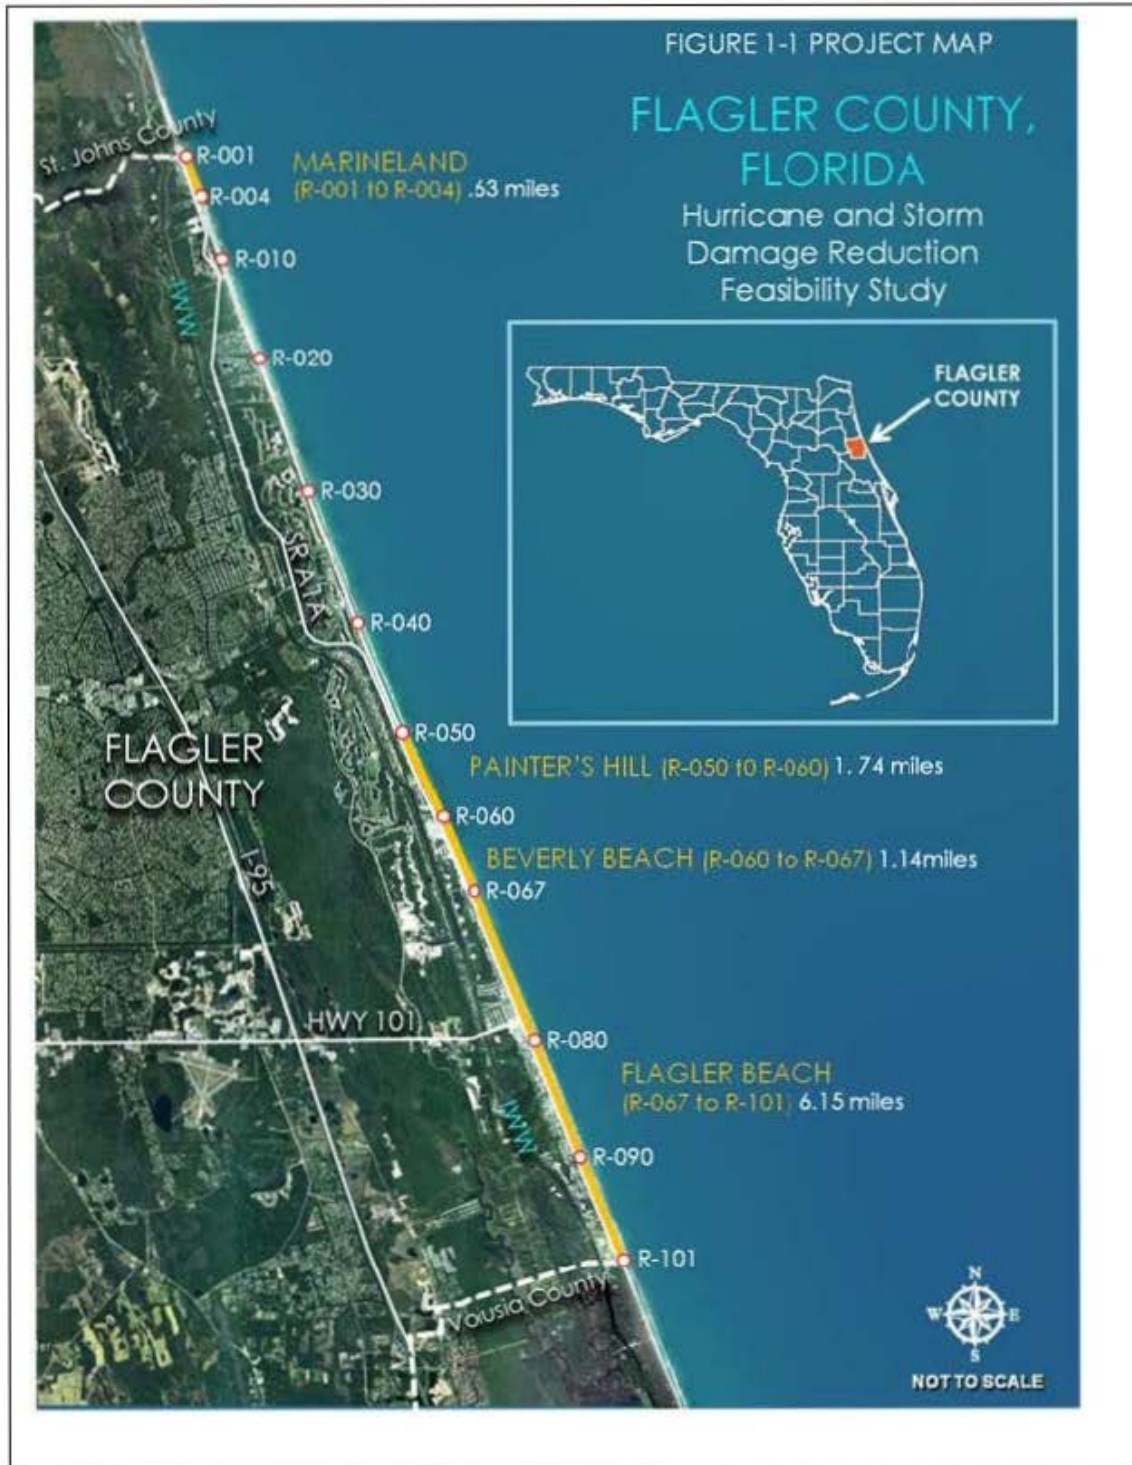 FIGURE 1-1 PROJECT MAP
FLAGLER COUNTY,
FLORIDA
Hurricane and Storm
Damage Reduction
Feasibility Study
St. Johns County
R-001
MARINELAND
(R-001 to R-004) .53 miles
R-004
R-010
IWW
R-020
FLAGLER
COUNTY
R-030
SR A1A
R-040
R-050
FLAGLER
COUNTY
PAINTER'S HILL (R-050 t0 R-060) 1.74 miles
R-060
BEVERLY BEACH (R-060 to R-067) 1.14miles
I-95
R-067
HWY 101
R-080
FLAGLER BEACH
(R-067 to R-101) 6.15 miles
IWW
R-090
R-101
Volusia County
N
W E
S
NOT TO SCALE